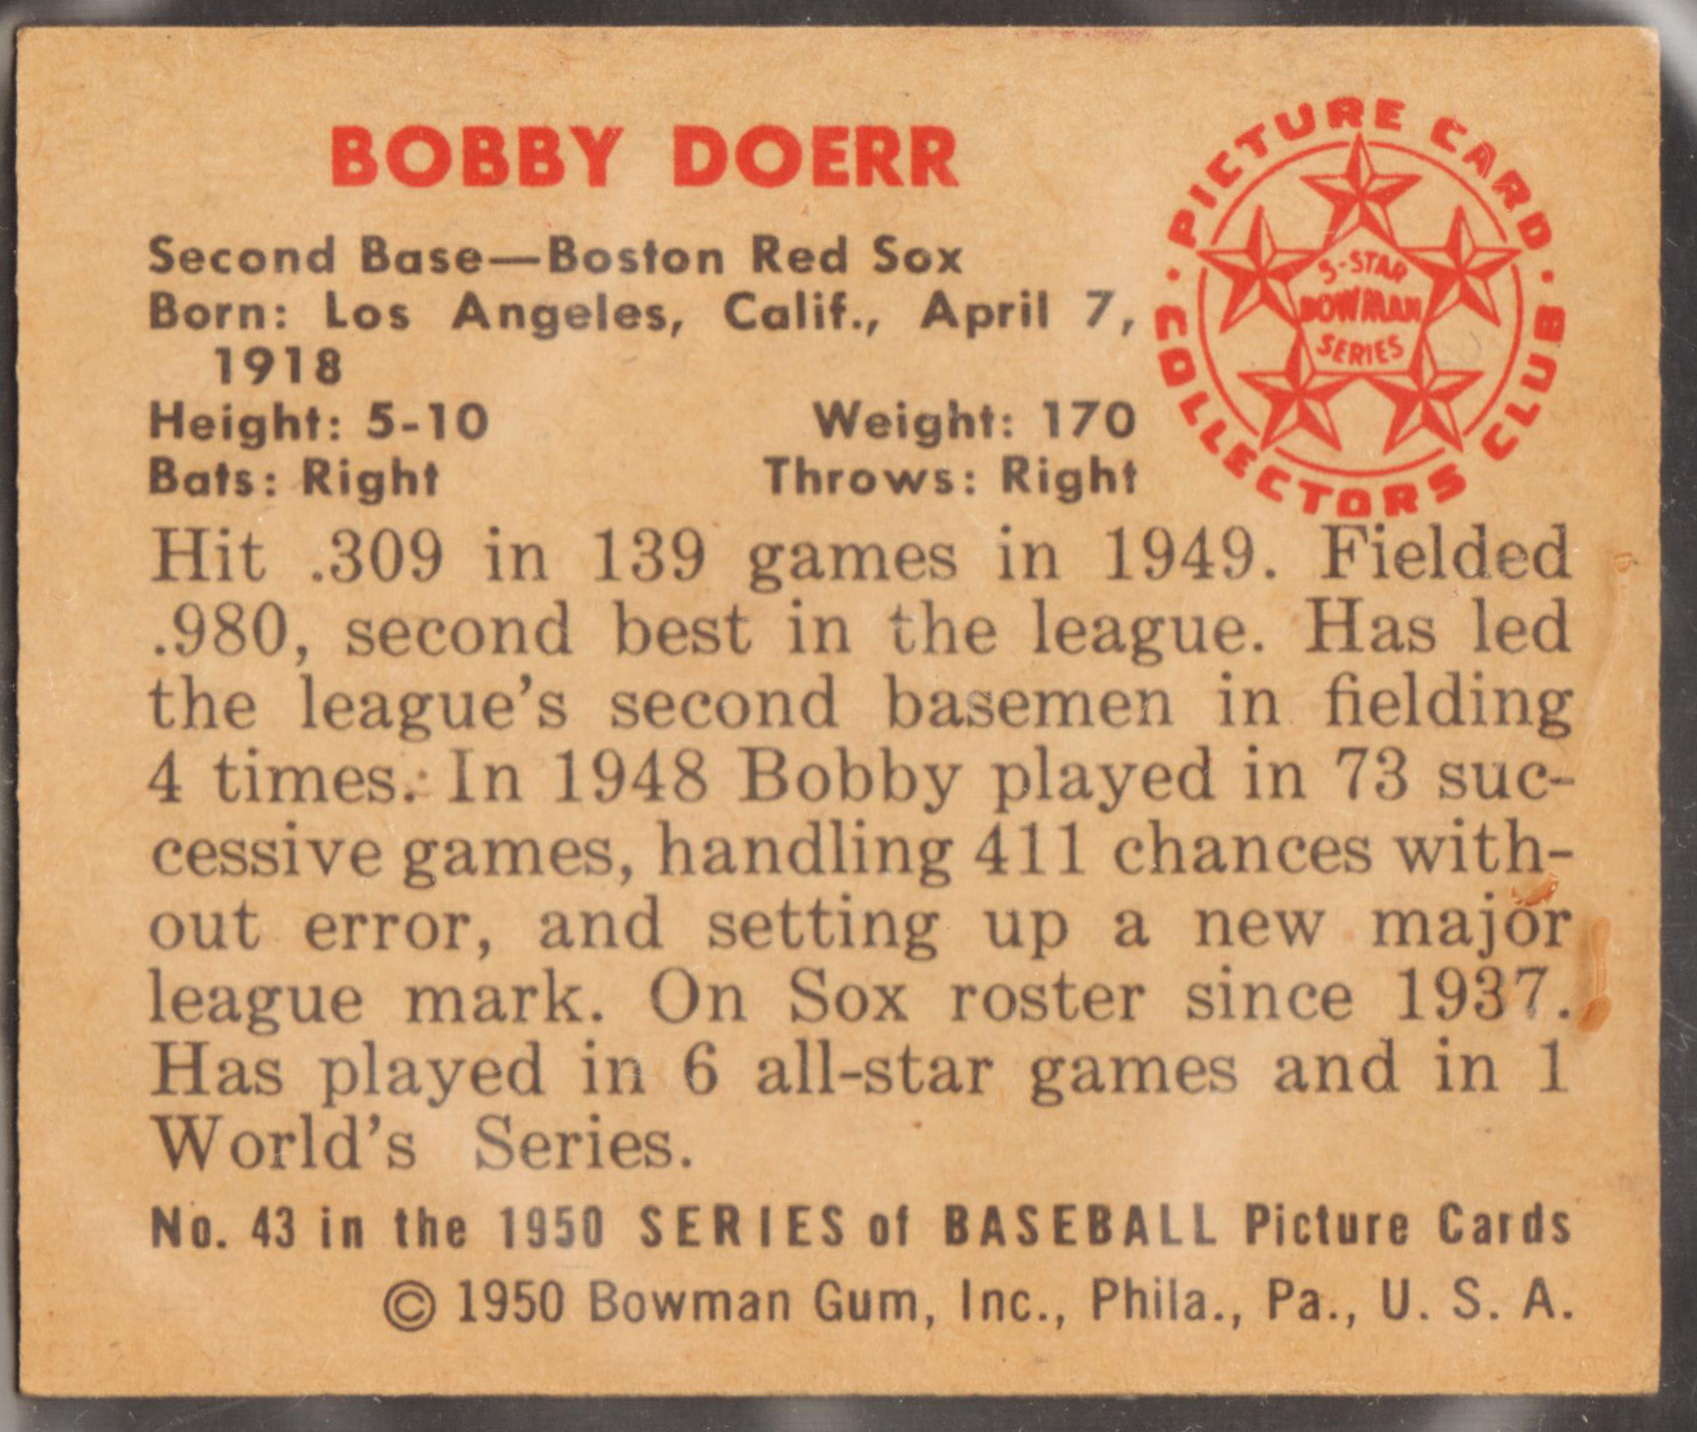 BOBBY DOERR
Second Base—Boston Red Sox
Born: Los Angeles, Calif., April 7,
1918
Height: 5-10 Weight: 170
Bats: Right Throws: Right
· PICTURE CARD ·
COLLECTORS CLUB
5-STAR
BOWMAN
SERIES
Hit .309 in 139 games in 1949. Fielded
.980, second best in the league. Has led
the league's second basemen in fielding
4 times. In 1948 Bobby played in 73 suc-
cessive games, handling 411 chances with-
out error, and setting up a new major
league mark. On Sox roster since 1937.
Has played in 6 all-star games and in 1
World's Series.
No. 43 in the 1950 SERIES of BASEBALL Picture Cards
© 1950 Bowman Gum, Inc., Phila., Pa., U. S. A.